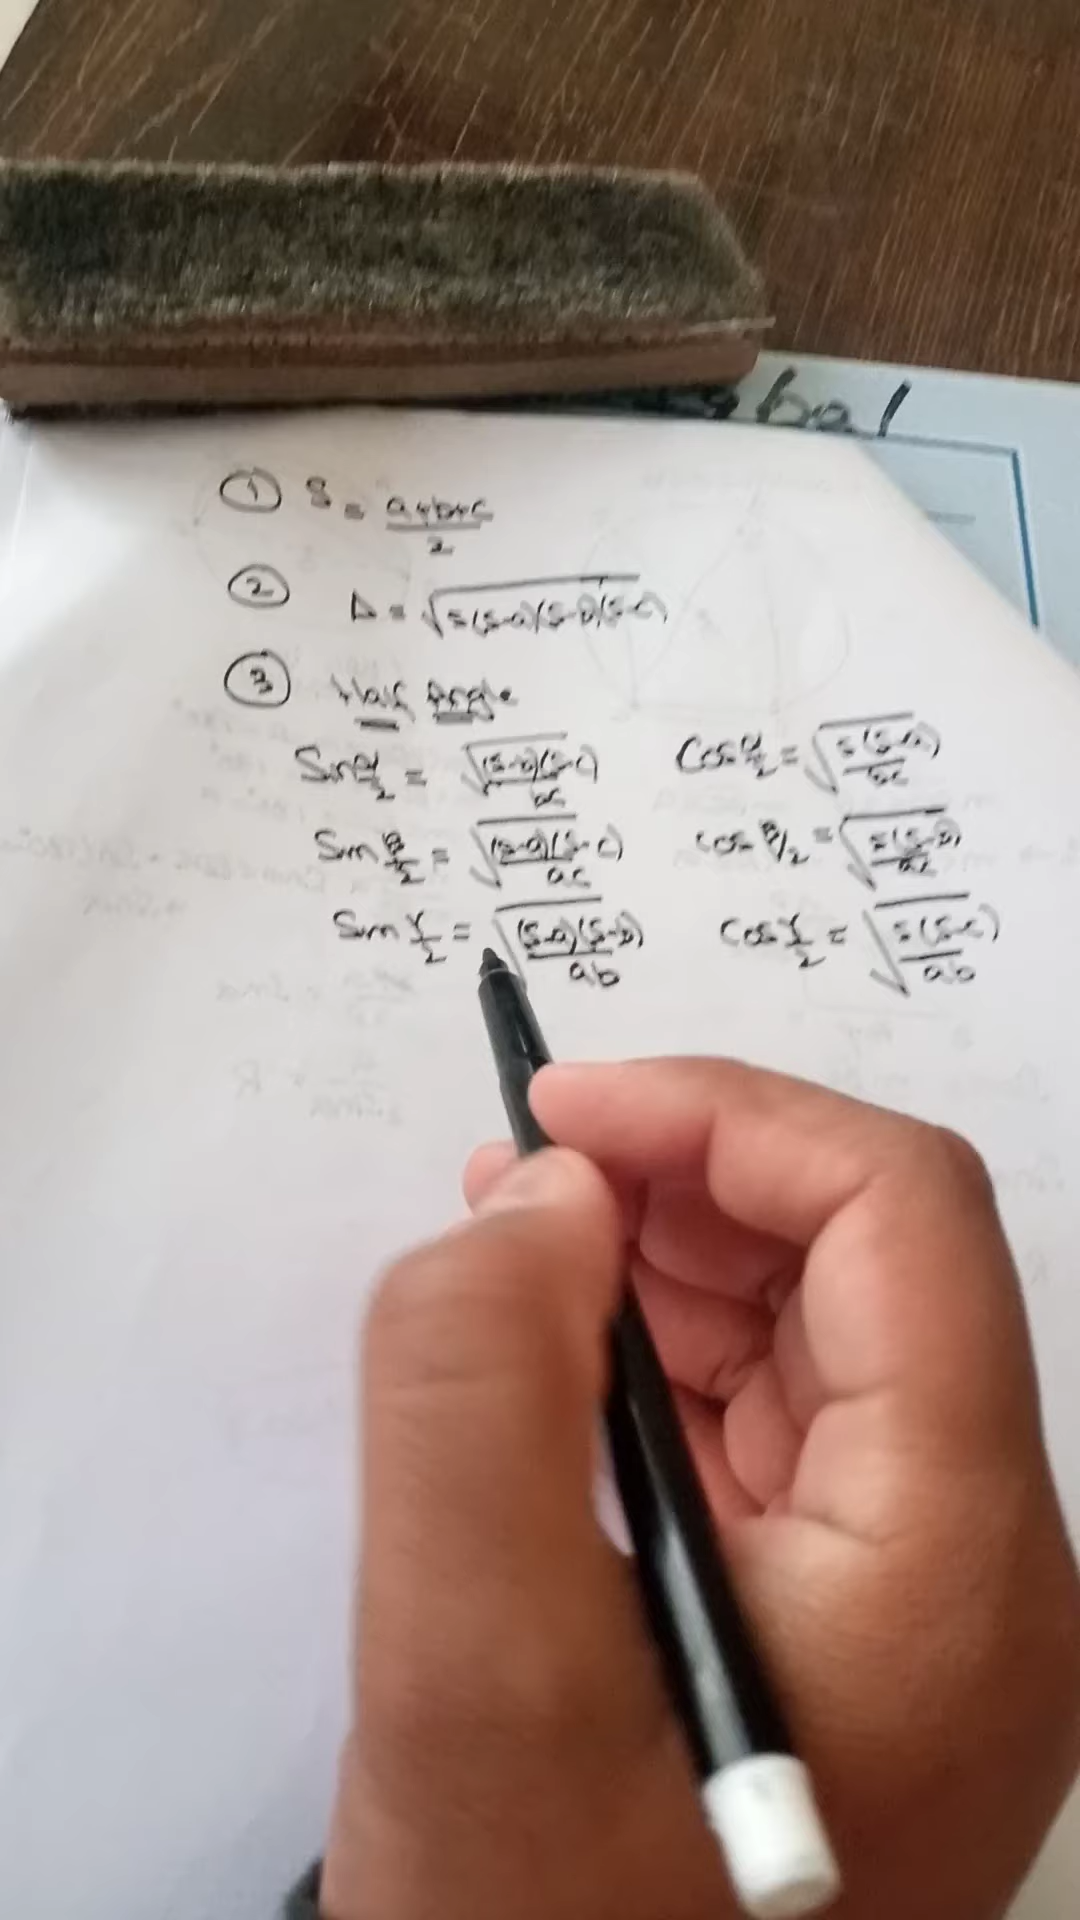 bal
① S = a+b+c/2
② Δ = √s(s-a)(s-b)(s-c)
③ Half Angle
Sin α/2 = √(s-b)(s-c)/bc Cos α/2 = √s(s-a)/bc
Sin β/2 = √(s-a)(s-c)/ac Cos β/2 = √s(s-b)/ac
Sin γ/2 = √(s-a)(s-b)/ab Cos γ/2 = √s(s-c)/ab